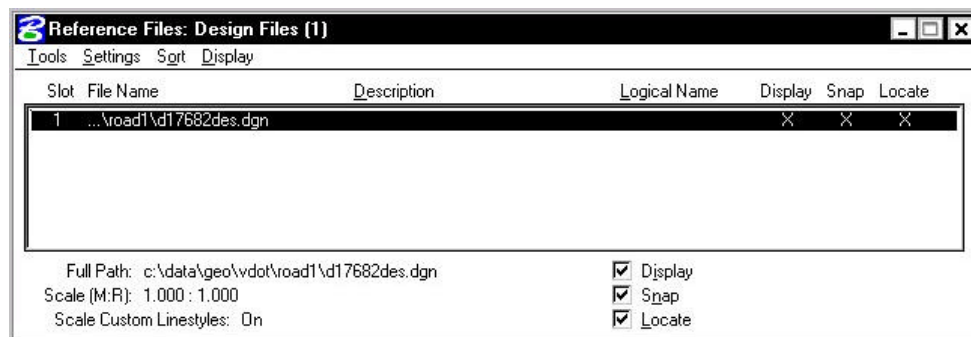 Reference Files: Design Files (1)
Tools Settings Sort Display
Slot File Name Description Logical Name Display Snap Locate
1 ...\road1\d17682des.dgn X X X
Full Path: c:\data\geo\vdot\road1\d17682des.dgn Display
Scale (M:R): 1.000 : 1.000 Snap
Scale Custom Linestyles: On Locate